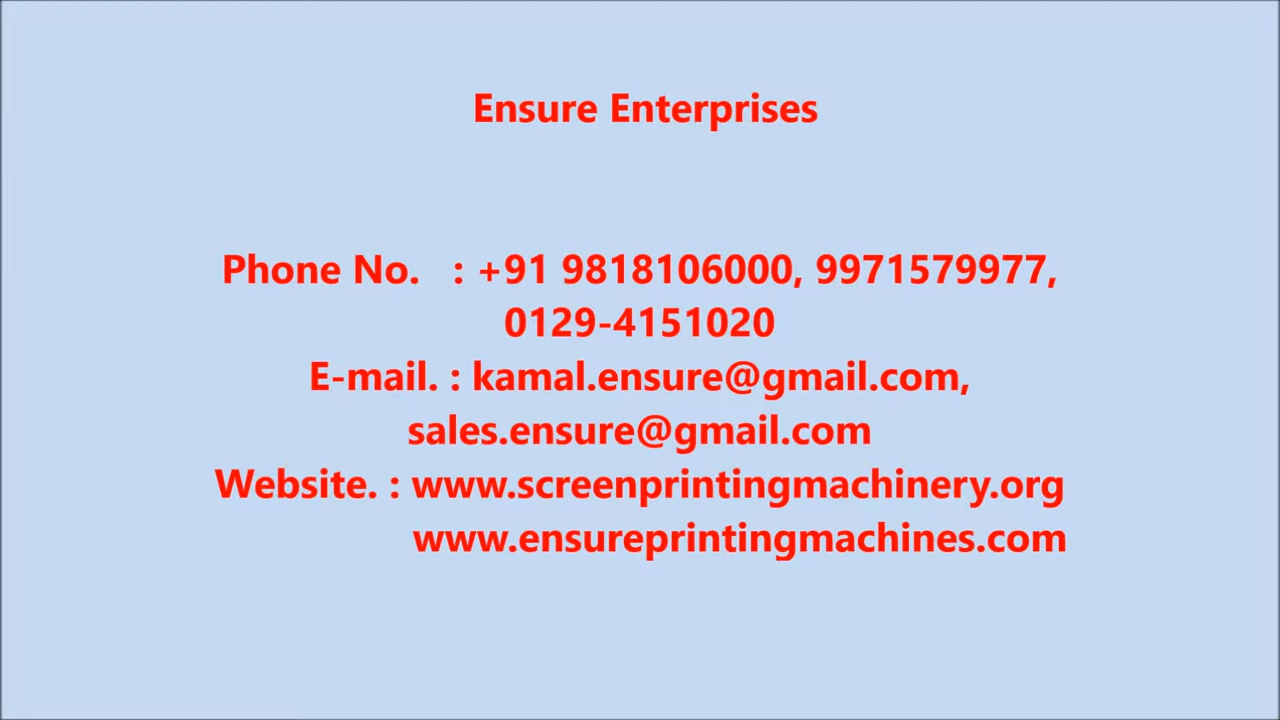 Ensure Enterprises
Phone No. : +91 9818106000, 9971579977,
0129-4151020
E-mail. : kamal.ensure@gmail.com,
sales.ensure@gmail.com
Website. : www.screenprintingmachinery.org
www.ensureprintingmachines.com